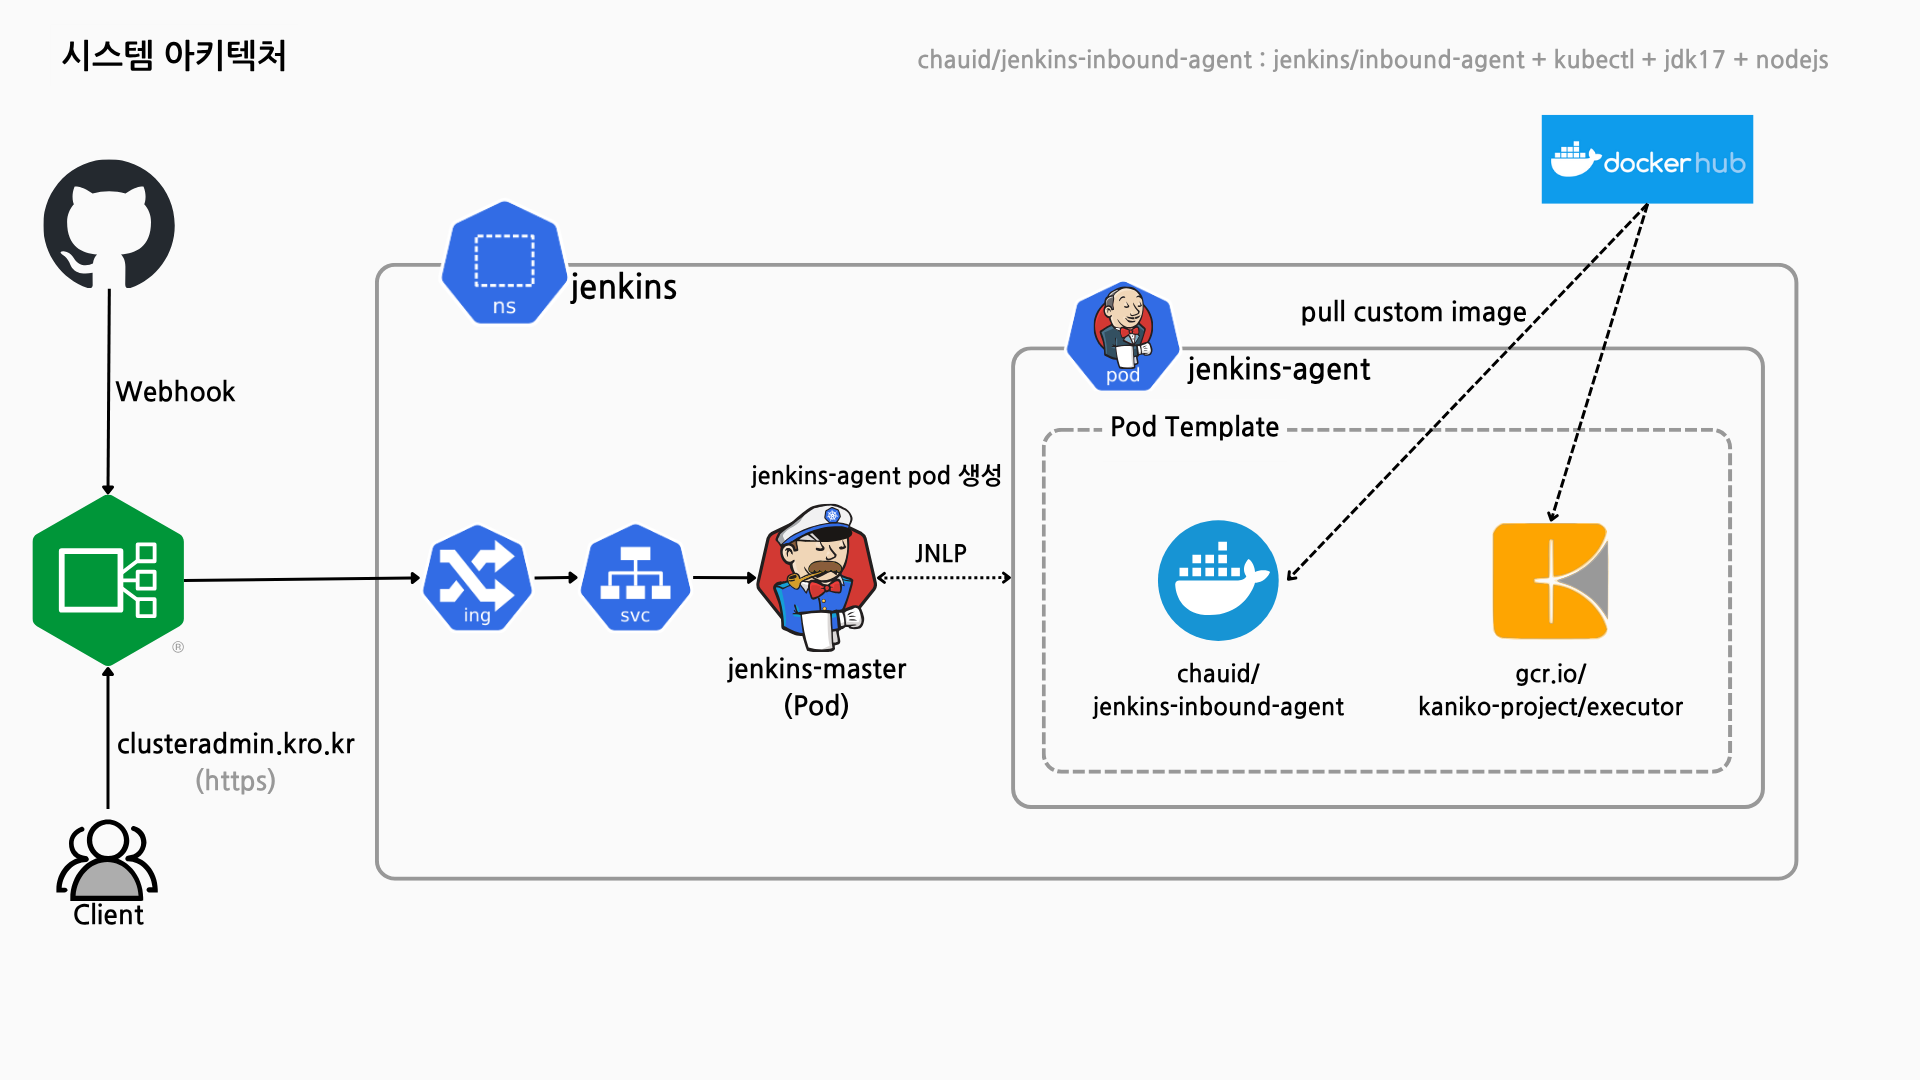 시스템 아키텍처
chauid/jenkins-inbound-agent : jenkins/inbound-agent + kubectl + jdk17 + nodejs
docker hub
ns
jenkins
pull custom image
pod
jenkins-agent
Webhook
Pod Template
jenkins-agent pod 생성
JNLP
ing
svc
®
jenkins-master
(Pod)
chauid/
jenkins-inbound-agent
gcr.io/
kaniko-project/executor
clusteradmin.kro.kr
(https)
Client